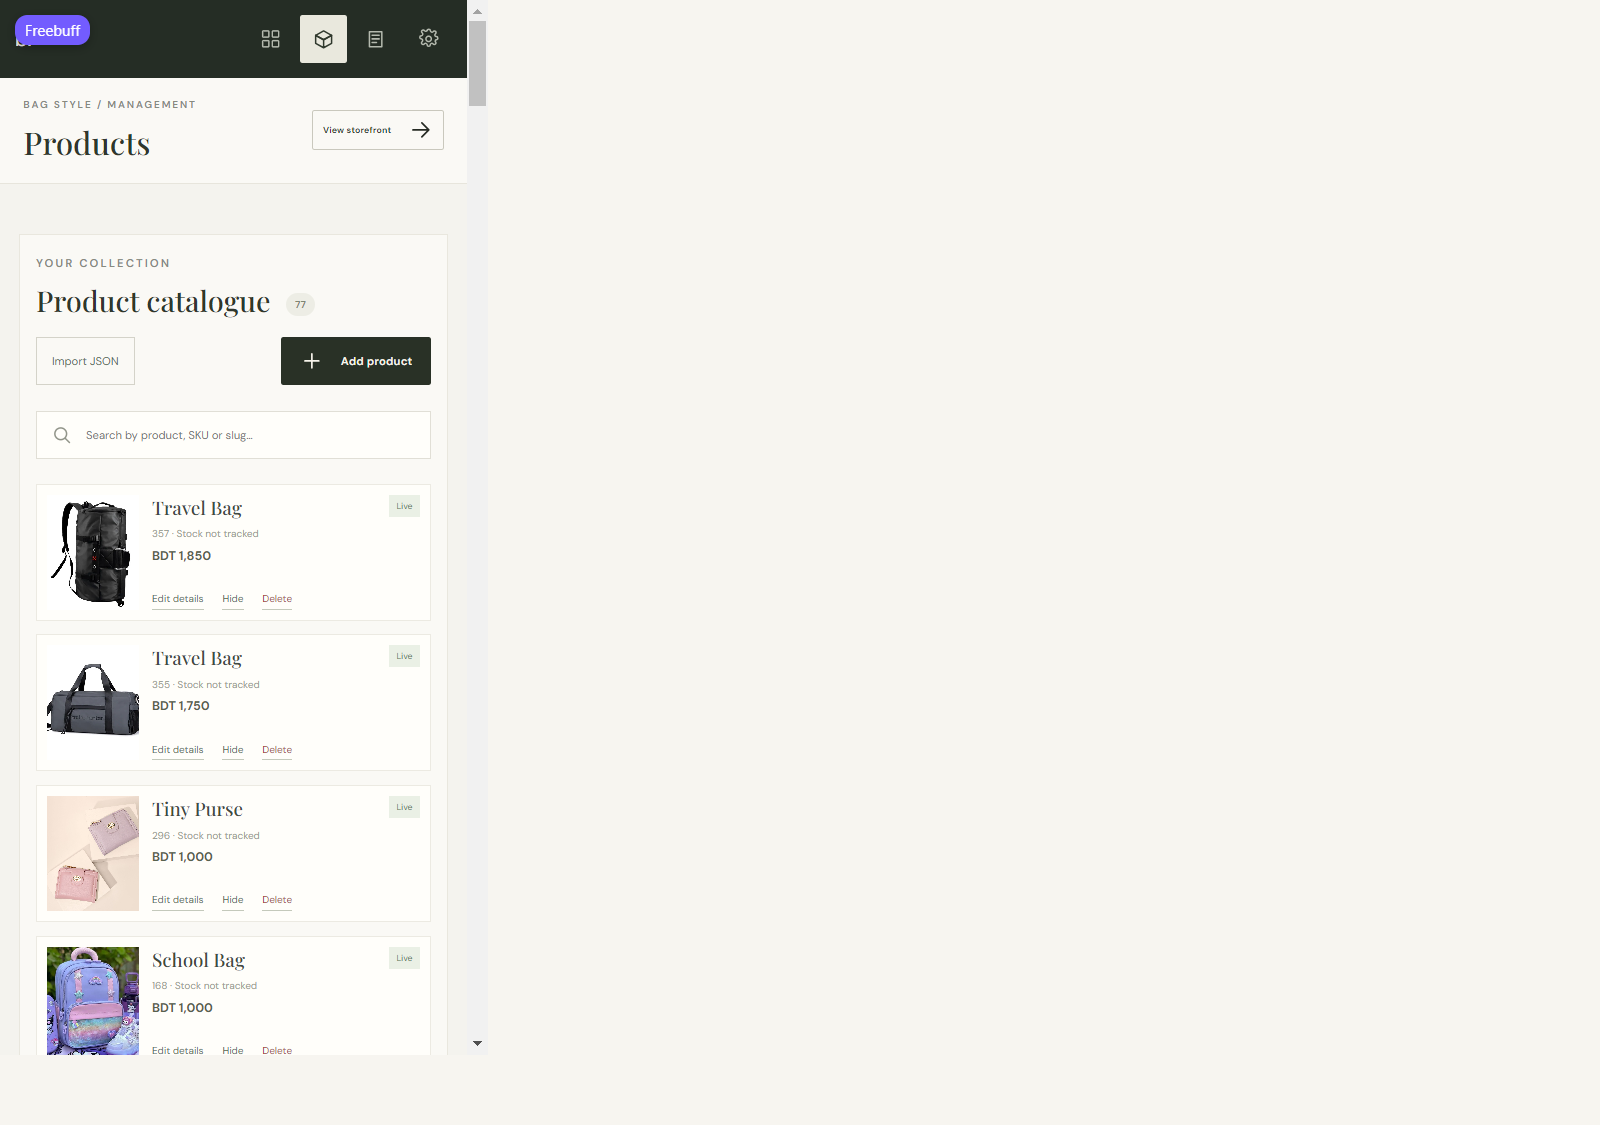 Freebuff
BAG STYLE / MANAGEMENT
Products
View storefront
YOUR COLLECTION
Product catalogue 77
Import JSON
Add product
Search by product, SKU or slug...
Travel Bag
Live
357 · Stock not tracked
BDT 1,850
Edit details Hide Delete
Travel Bag
Live
355 · Stock not tracked
BDT 1,750
Edit details Hide Delete
Tiny Purse
Live
296 · Stock not tracked
BDT 1,000
Edit details Hide Delete
School Bag
Live
168 · Stock not tracked
BDT 1,000
Edit details Hide Delete